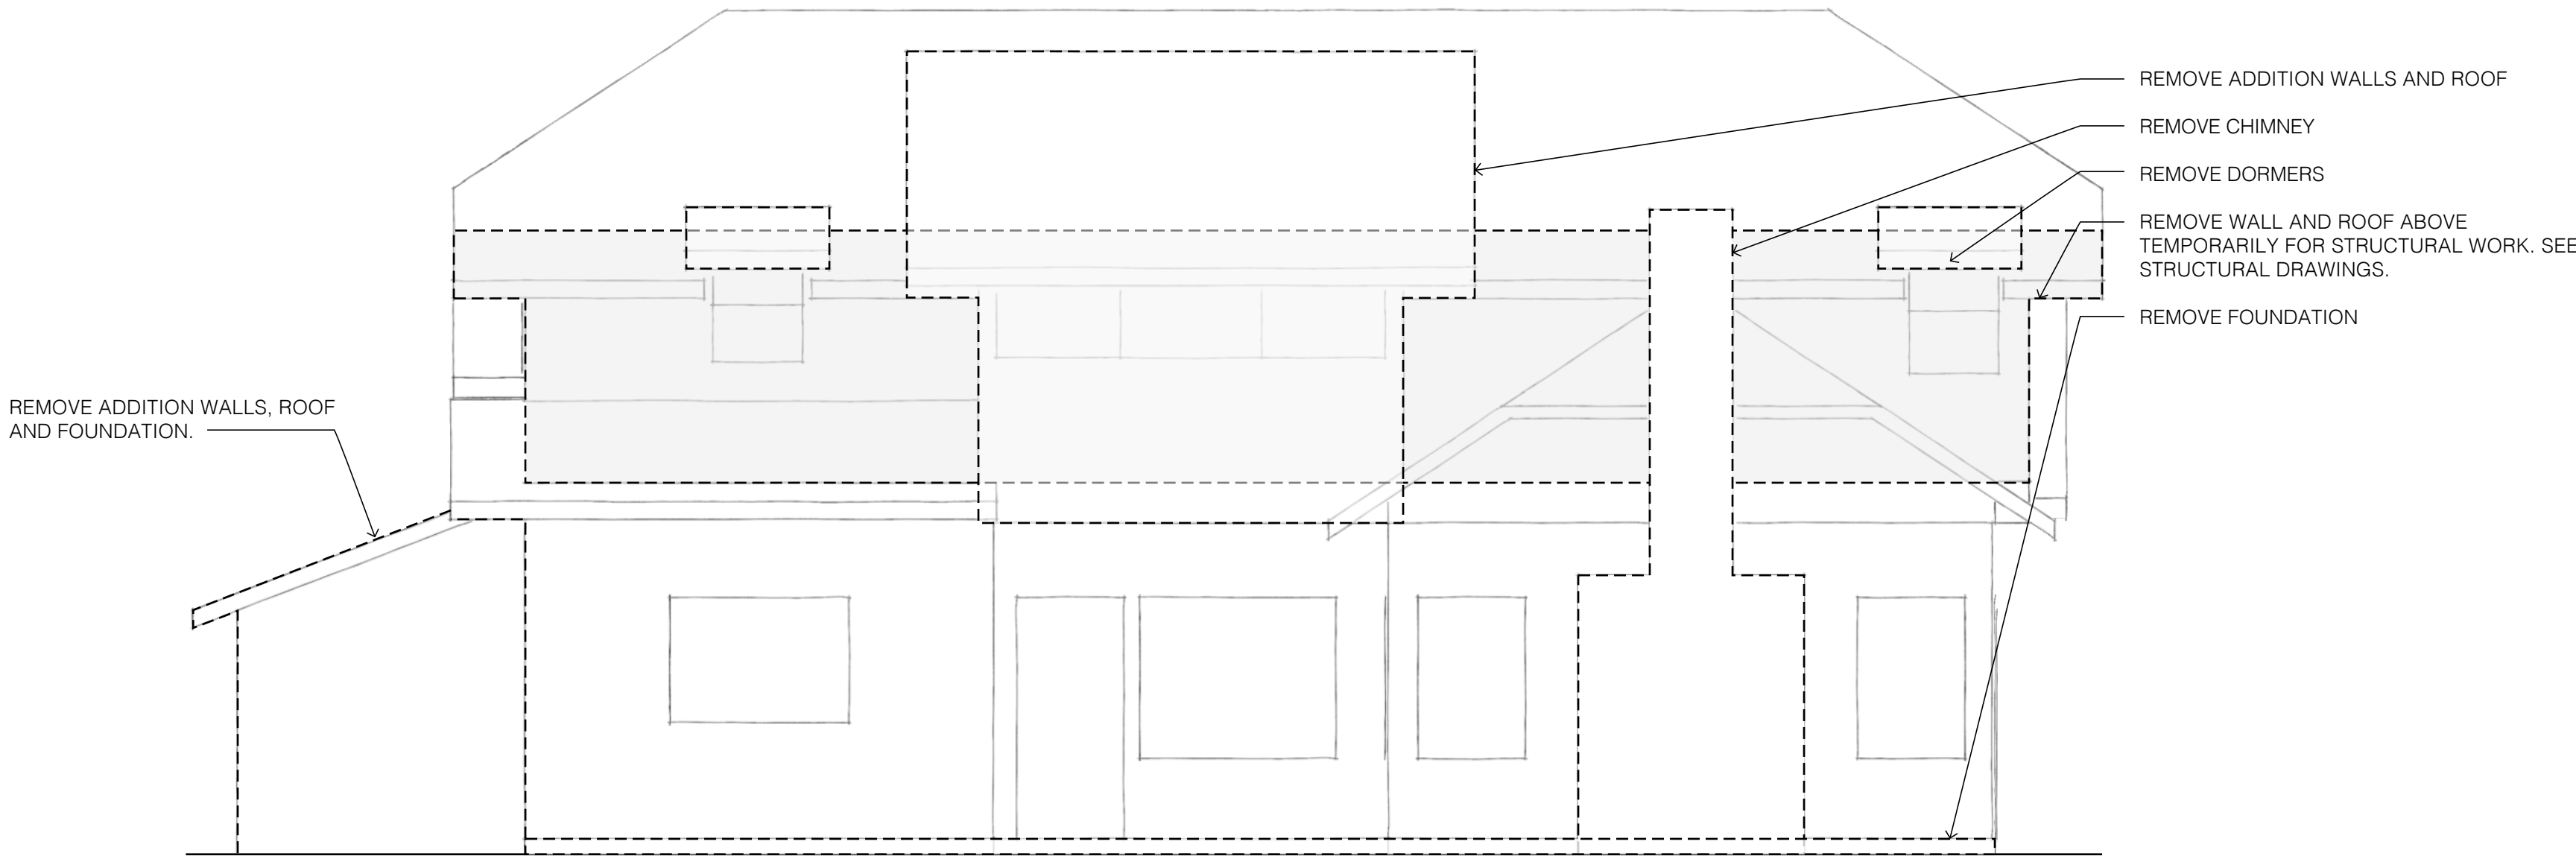 REMOVE ADDITION WALLS AND ROOF
REMOVE CHIMNEY
REMOVE DORMERS
REMOVE WALL AND ROOF ABOVE
TEMPORARILY FOR STRUCTURAL WORK. SEE
STRUCTURAL DRAWINGS.
REMOVE FOUNDATION
REMOVE ADDITION WALLS, ROOF
AND FOUNDATION.